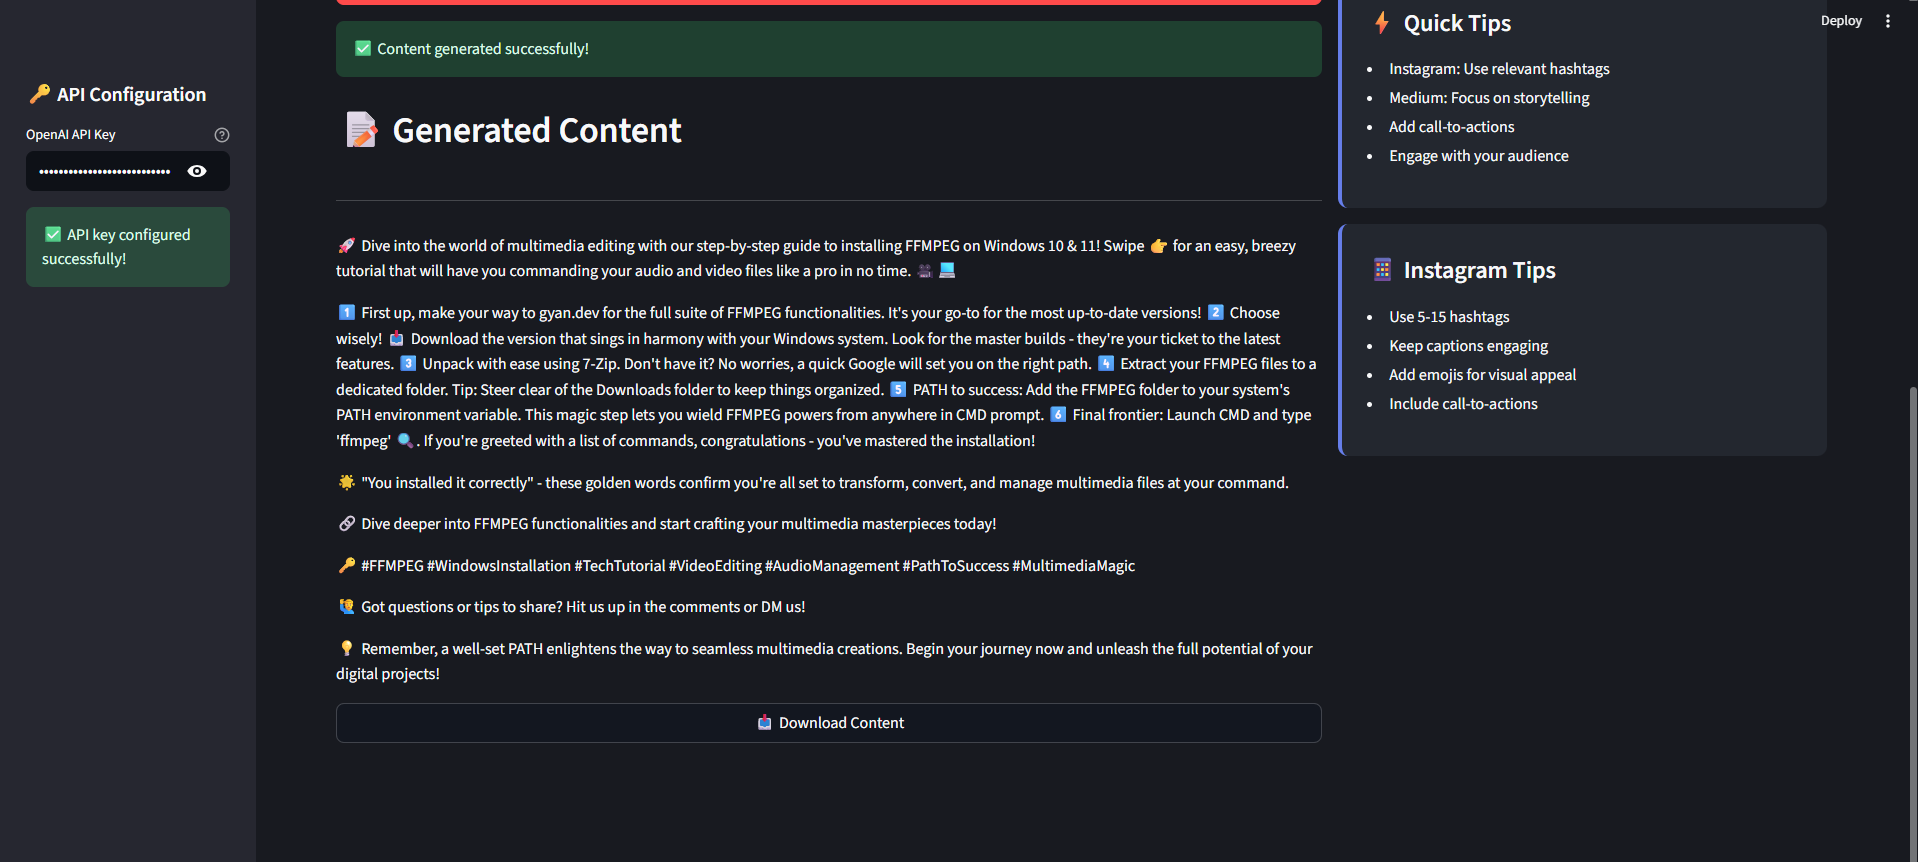 🔑 API Configuration
OpenAI API Key
✅ API key configured
successfully!
✅ Content generated successfully!
📝 Generated Content
🚀 Dive into the world of multimedia editing with our step-by-step guide to installing FFMPEG on Windows 10 & 11! Swipe 👉 for an easy, breezy
tutorial that will have you commanding your audio and video files like a pro in no time. 🎥 💻
1️⃣ First up, make your way to gyan.dev for the full suite of FFMPEG functionalities. It's your go-to for the most up-to-date versions! 2️⃣ Choose
wisely! 📥 Download the version that sings in harmony with your Windows system. Look for the master builds - they're your ticket to the latest
features. 3️⃣ Unpack with ease using 7-Zip. Don't have it? No worries, a quick Google will set you on the right path. 4️⃣ Extract your FFMPEG files to a
dedicated folder. Tip: Steer clear of the Downloads folder to keep things organized. 5️⃣ PATH to success: Add the FFMPEG folder to your system's
PATH environment variable. This magic step lets you wield FFMPEG powers from anywhere in CMD prompt. 6️⃣ Final frontier: Launch CMD and type
'ffmpeg' 🔍. If you're greeted with a list of commands, congratulations - you've mastered the installation!
🌟 "You installed it correctly" - these golden words confirm you're all set to transform, convert, and manage multimedia files at your command.
🔗 Dive deeper into FFMPEG functionalities and start crafting your multimedia masterpieces today!
🔑 #FFMPEG #WindowsInstallation #TechTutorial #VideoEditing #AudioManagement #PathToSuccess #MultimediaMagic
🙋‍♂️ Got questions or tips to share? Hit us up in the comments or DM us!
💡 Remember, a well-set PATH enlightens the way to seamless multimedia creations. Begin your journey now and unleash the full potential of your
digital projects!
📥 Download Content
Deploy
⚡ Quick Tips
• Instagram: Use relevant hashtags
• Medium: Focus on storytelling
• Add call-to-actions
• Engage with your audience
📱 Instagram Tips
• Use 5-15 hashtags
• Keep captions engaging
• Add emojis for visual appeal
• Include call-to-actions